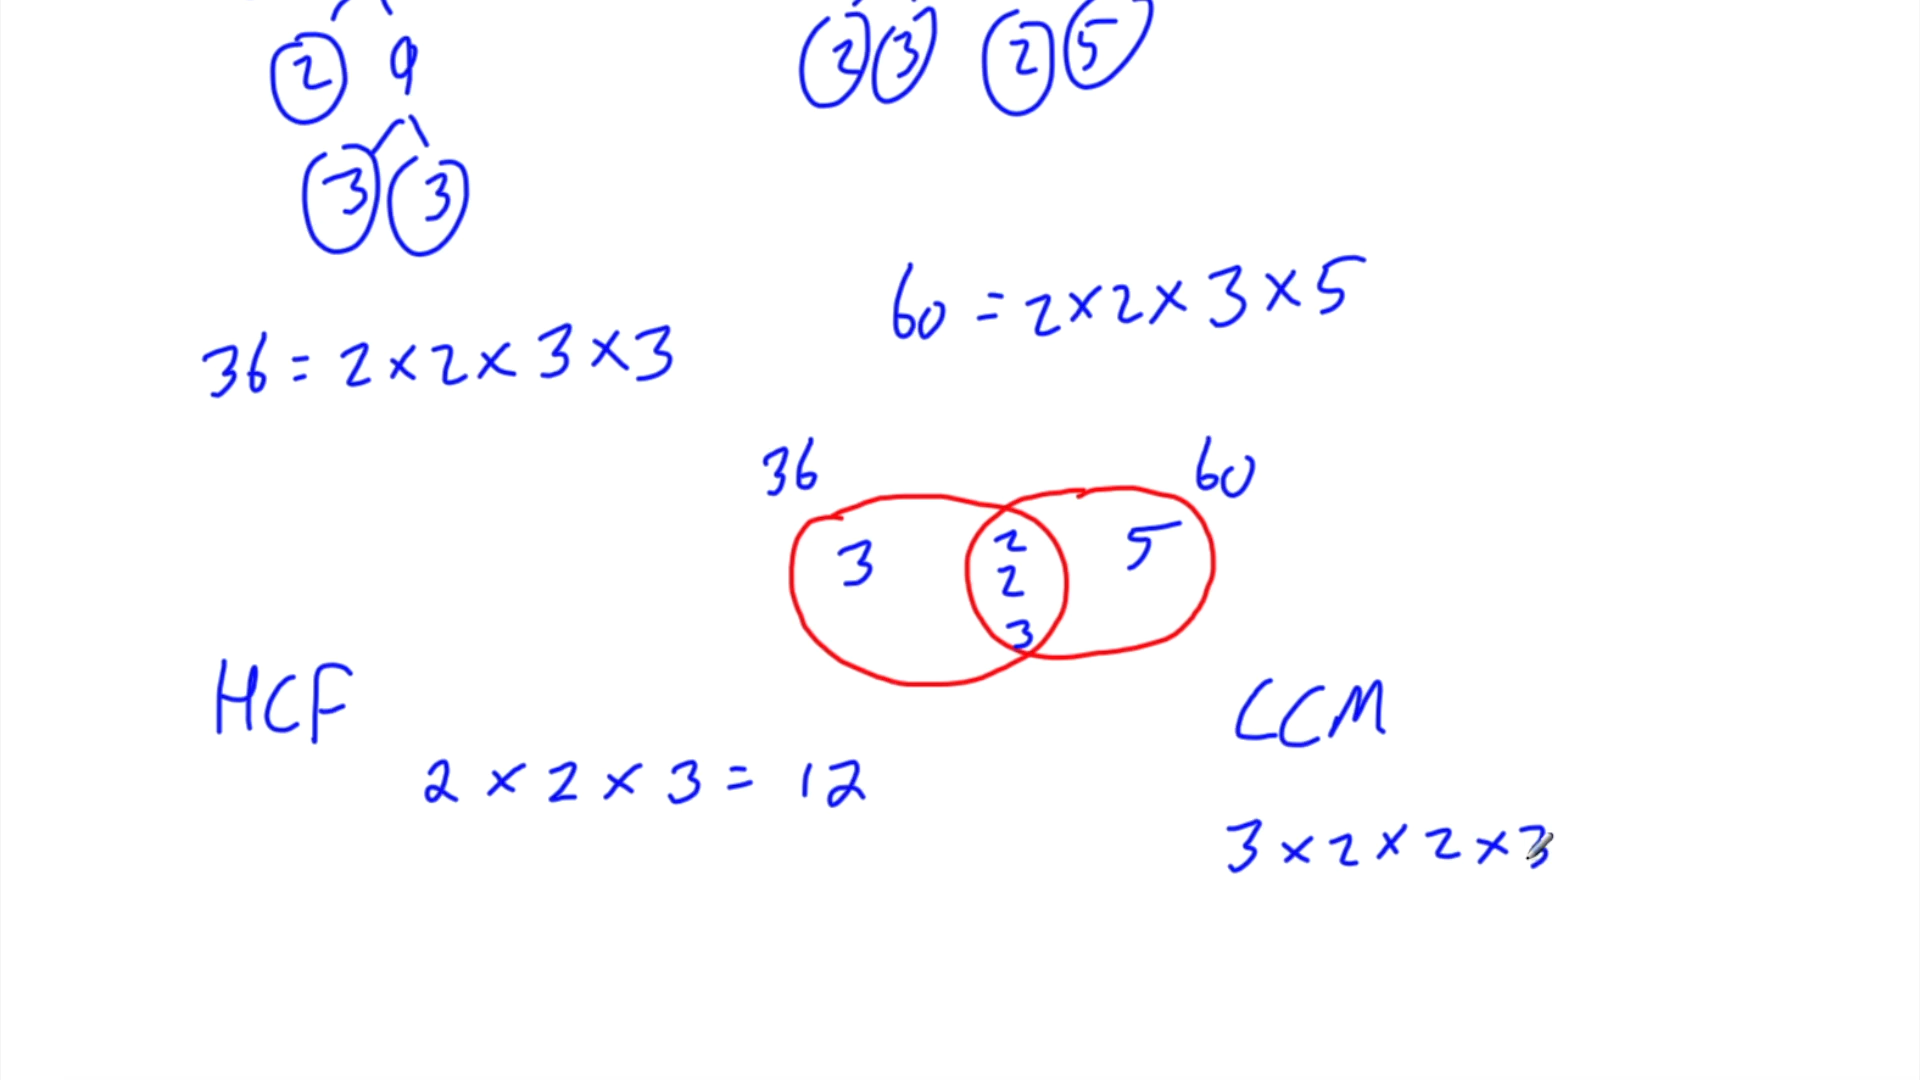 2 9
2 3 2 5
3 3
60 = 2 × 2 × 3 × 5
36 = 2 × 2 × 3 × 3
36 60
3 2 5
2
3
HCF
LCM
2 × 2 × 3 = 12
3 × 2 × 2 × 3